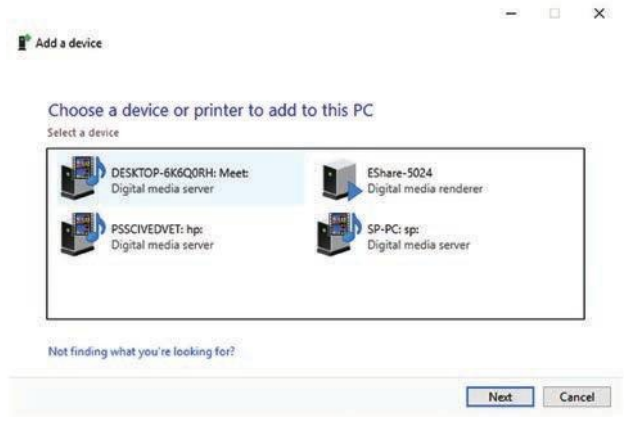 Add a device
Choose a device or printer to add to this PC
Select a device
DESKTOP-6K6Q0RH: Meet:
Digital media server
EShare-5024
Digital media renderer
PSSCIVEDVET: hp:
Digital media server
SP-PC: sp:
Digital media server
Not finding what you're looking for?
Next
Cancel